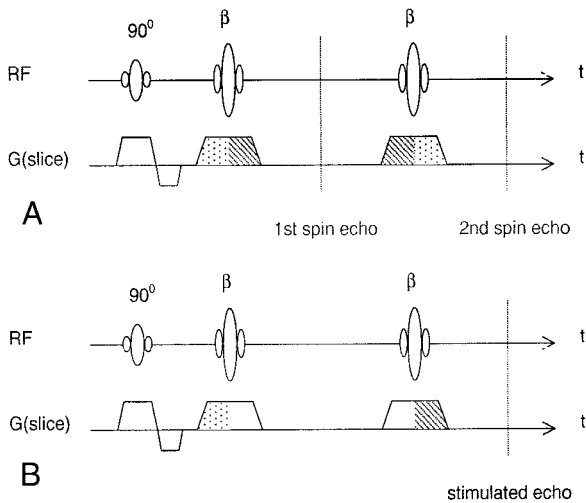 90⁰ β β
RF t
G(slice) t
A
1st spin echo 2nd spin echo
90⁰ β β
RF t
G(slice) t
B
stimulated echo